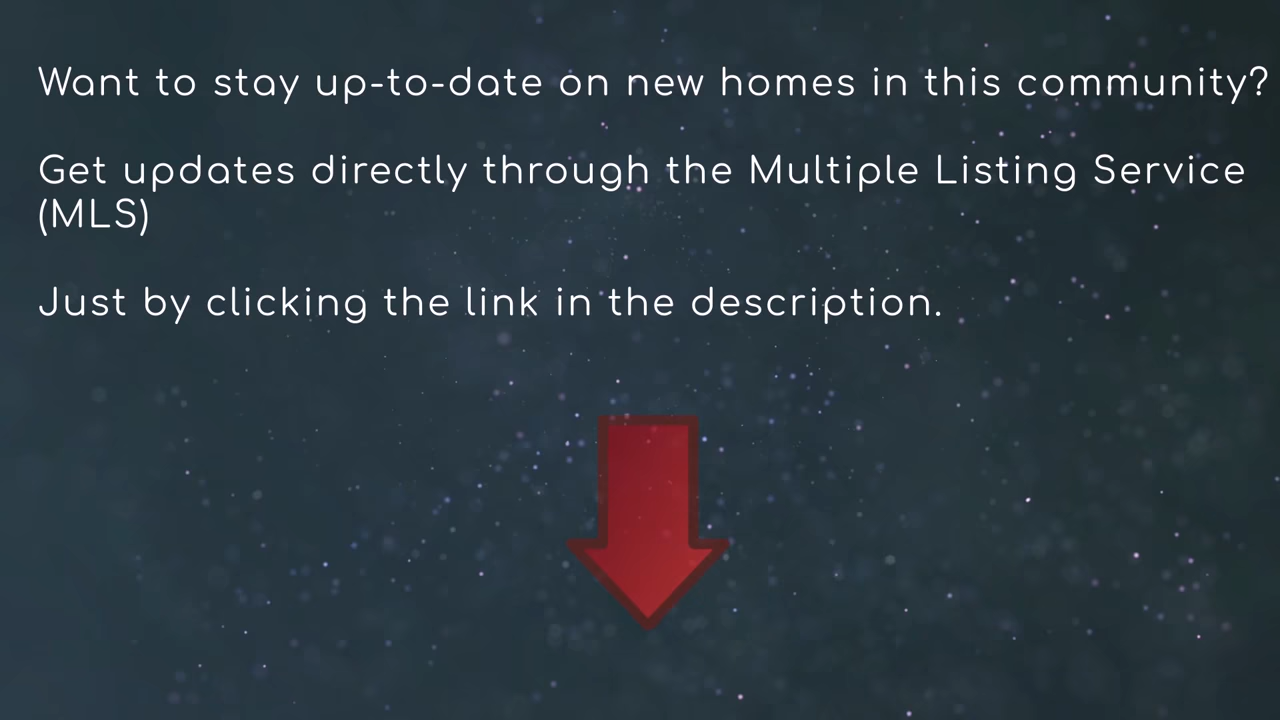 Want to stay up-to-date on new homes in this community?
Get updates directly through the Multiple Listing Service
(MLS)
Just by clicking the link in the description.